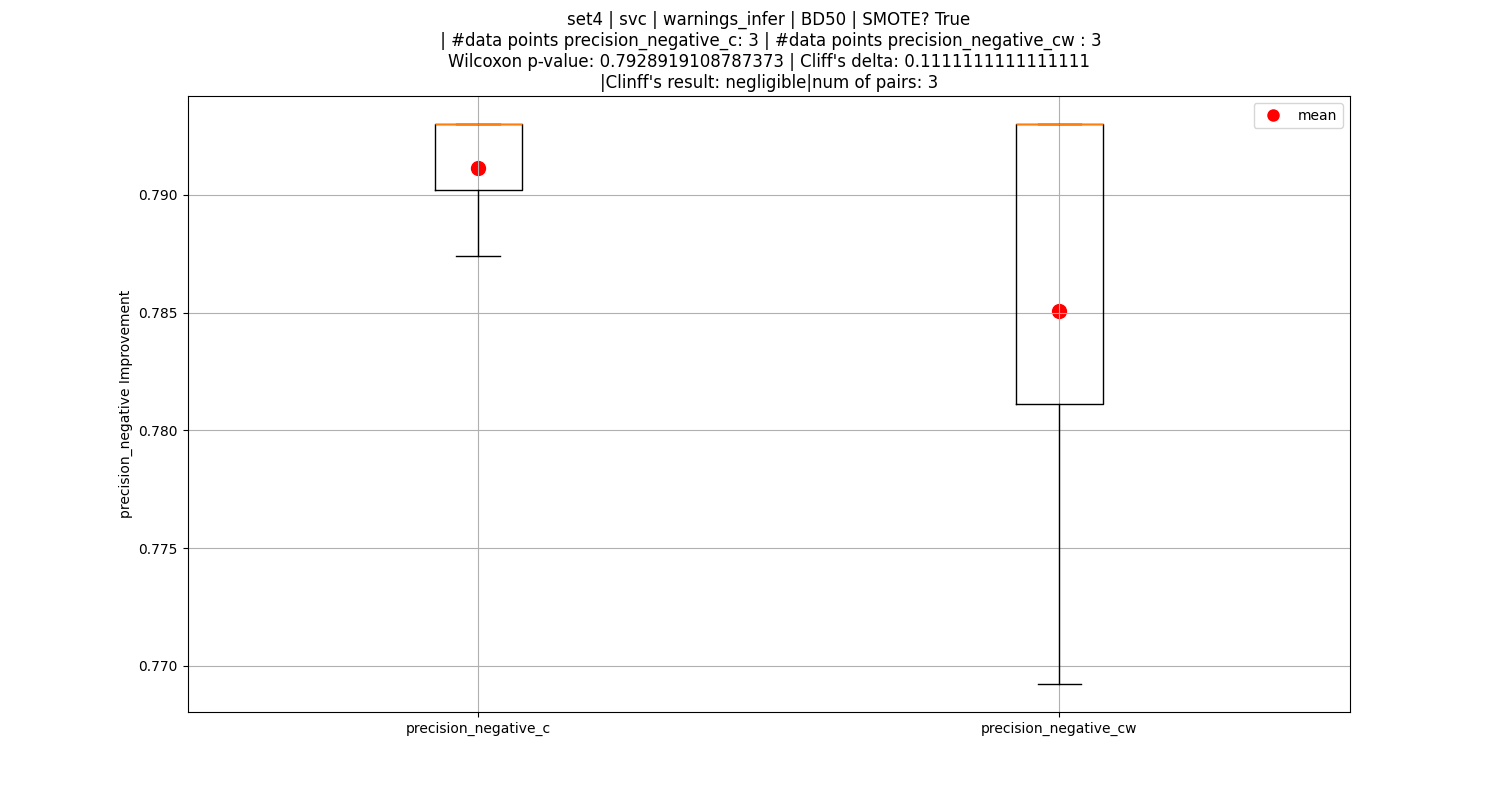 set4 | svc | warnings_infer | BD50 | SMOTE? True
| #data points precision_negative_c: 3 | #data points precision_negative_cw : 3
Wilcoxon p-value: 0.7928919108787373 | Cliff's delta: 0.1111111111111111
|Clinff's result: negligible|num of pairs: 3
mean
0.790
0.785
0.780
0.775
0.770
precision_negative Improvement
precision_negative_c
precision_negative_cw